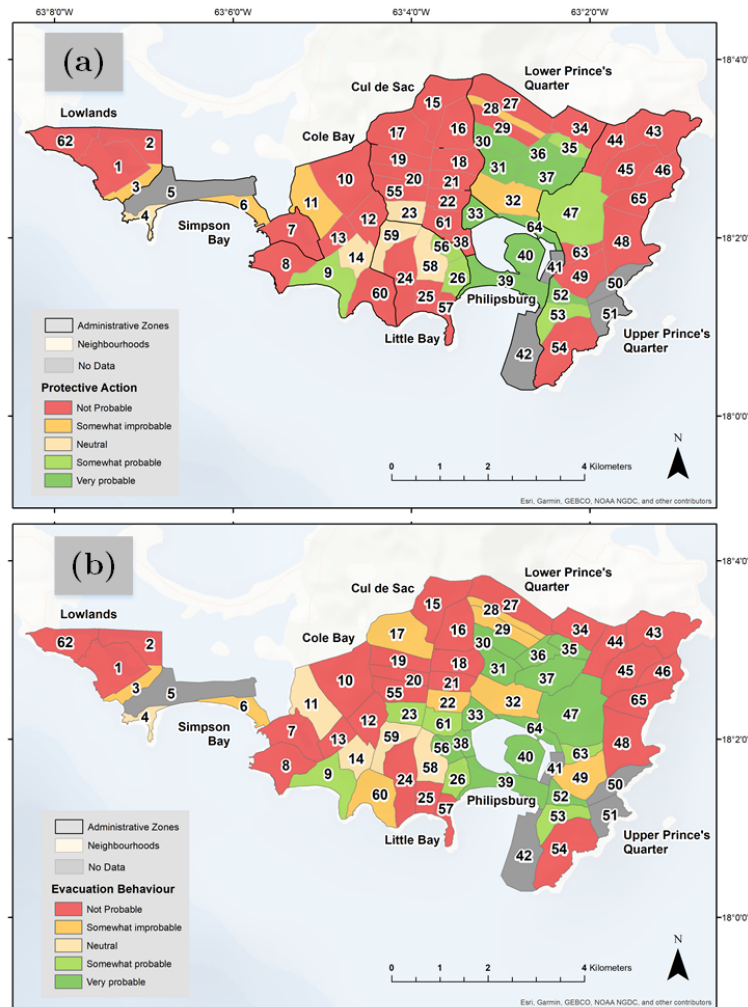 63°8'0"W 63°6'0"W 63°4'0"W 63°2'0"W
(a)
18°4'0"
Lower Prince's
Quarter
Cul de Sac
15
28 27
Lowlands
17 16 29 34 43
62 2 30 44
Cole Bay
36 35
1 19 18 31 45 46
10 20 37
3 5 55 21
11 22 32 65
4 6 23 33 47
12 61
Simpson
Bay
7 13 59 56 38 64 48
18°2'0"
14 58 40 41 63
8 9 24 26 39 49 50
60 25 Philipsburg 52
57 53 51
Little Bay
42 54
Upper Prince's
Quarter
Administrative Zones
Neighbourhoods
No Data
Protective Action
Not Probable
Somewhat improbable
Neutral
Somewhat probable
Very probable
18°0'0"
N
0 1 2 4 Kilometers
Esri, Garmin, GEBCO, NOAA NGDC, and other contributors
(b)
18°4'0"
Lower Prince's
Quarter
Cul de Sac
15
28 27
Lowlands
17 16 29 34 43
62 2 30 44
Cole Bay
36 35
1 19 18 31 45 46
10 20 37
3 5 55 21
11 22 32 65
4 6 23 33 47
12 61
Simpson
Bay
7 13 59 56 38 64 48
18°2'0"
14 58 40 41 63
8 9 24 26 39 49 50
60 25 Philipsburg 52
57 53 51
Little Bay
42 54
Upper Prince's
Quarter
Administrative Zones
Neighbourhoods
No Data
Evacuation Behaviour
Not Probable
Somewhat improbable
Neutral
Somewhat probable
Very probable
18°0'0"
N
0 1 2 4 Kilometers
Esri, Garmin, GEBCO, NOAA NGDC, and other contributors